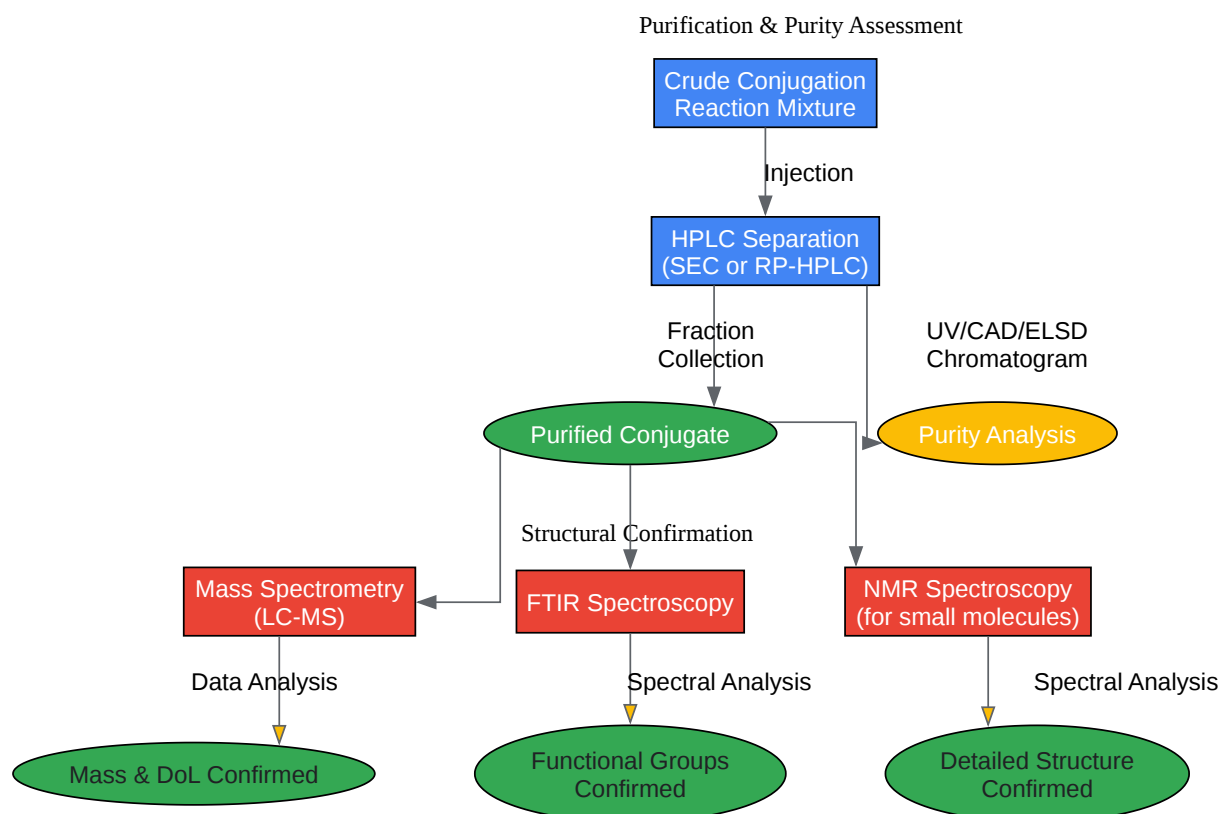 Purification & Purity Assessment
Crude Conjugation
Reaction Mixture
Injection
HPLC Separation
(SEC or RP-HPLC)
Fraction
Collection
UV/CAD/ELSD
Chromatogram
Purified Conjugate
Purity Analysis
Structural Confirmation
Mass Spectrometry
(LC-MS)
FTIR Spectroscopy
NMR Spectroscopy
(for small molecules)
Data Analysis
Spectral Analysis
Spectral Analysis
Mass & DoL Confirmed
Functional Groups
Confirmed
Detailed Structure
Confirmed